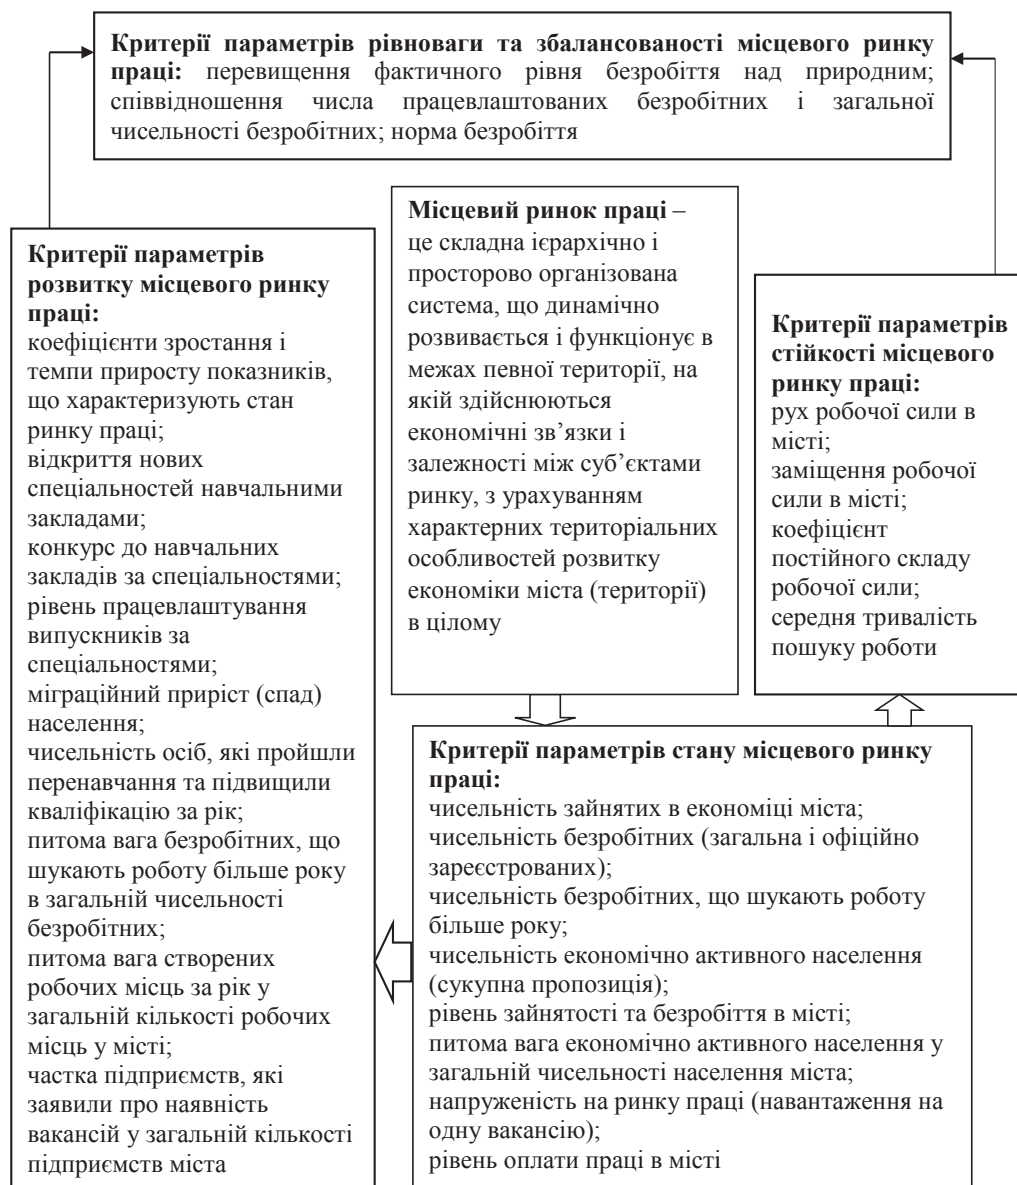 Критерії параметрів рівноваги та збалансованості місцевого ринку
праці: перевищення фактичного рівня безробіття над природним;
співвідношення числа працевлаштованих безробітних і загальної
чисельності безробітних; норма безробіття
Критерії параметрів
розвитку місцевого ринку
праці:
коефіцієнти зростання і
темпи приросту показників,
що характеризують стан
ринку праці;
відкриття нових
спеціальностей навчальними
закладами;
конкурс до навчальних
закладів за спеціальностями;
рівень працевлаштування
випускників за
спеціальностями;
міграційний приріст (спад)
населення;
чисельність осіб, які пройшли
перенавчання та підвищили
кваліфікацію за рік;
питома вага безробітних, що
шукають роботу більше року
в загальній чисельності
безробітних;
питома вага створених
робочих місць за рік у
загальній кількості робочих
місць у місті;
частка підприємств, які
заявили про наявність
вакансій у загальній кількості
підприємств міста
Місцевий ринок праці –
це складна ієрархічно і
просторово організована
система, що динамічно
розвивається і функціонує в
межах певної території, на
якій здійснюються
економічні зв’язки і
залежності між суб’єктами
ринку, з урахуванням
характерних територіальних
особливостей розвитку
економіки міста (території)
в цілому
Критерії параметрів
стійкості місцевого
ринку праці:
рух робочої сили в
місті;
заміщення робочої
сили в місті;
коефіцієнт
постійного складу
робочої сили;
середня тривалість
пошуку роботи
Критерії параметрів стану місцевого ринку
праці:
чисельність зайнятих в економіці міста;
чисельність безробітних (загальна і офіційно
зареєстрованих);
чисельність безробітних, що шукають роботу
більше року;
чисельність економічно активного населення
(сукупна пропозиція);
рівень зайнятості та безробіття в місті;
питома вага економічно активного населення у
загальній чисельності населення міста;
напруженість на ринку праці (навантаження на
одну вакансію);
рівень оплати праці в місті